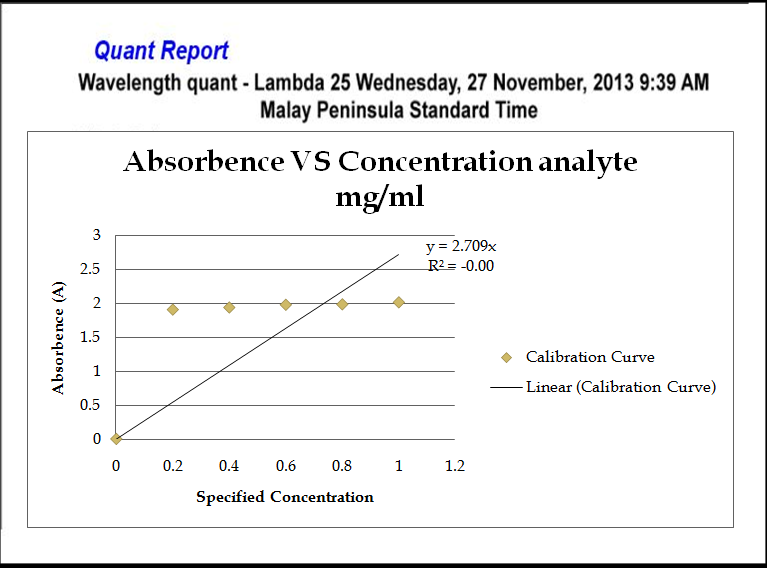 Quant Report
Wavelength quant - Lambda 25 Wednesday, 27 November, 2013 9:39 AM
Malay Peninsula Standard Time
Absorbence VS Concentration analyte
mg/ml
y = 2.709x
R² = -0.00
3
2.5
2
1.5
1
0.5
0
Absorbence (A)
0 0.2 0.4 0.6 0.8 1 1.2
Specified Concentration
Calibration Curve
Linear (Calibration Curve)